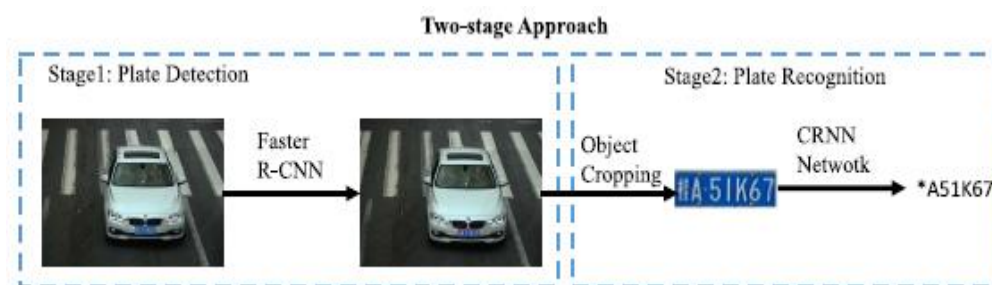 Two-stage Approach
Stage1: Plate Detection
Faster
R-CNN
Stage2: Plate Recognition
Object
Cropping
A·51K67
CRNN
Netwotk
*A51K67